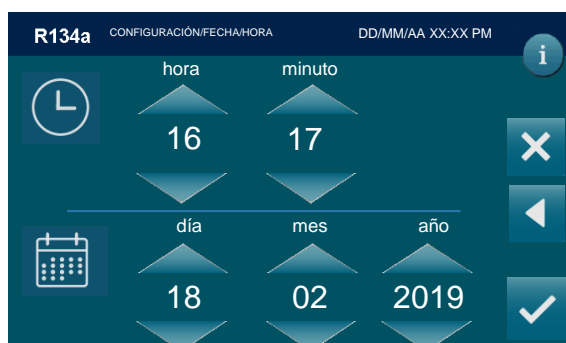 R134a CONFIGURACIÓN/FECHA/HORA DD/MM/AA XX:XX PM
i
hora minuto
16 17
día mes año
18 02 2019